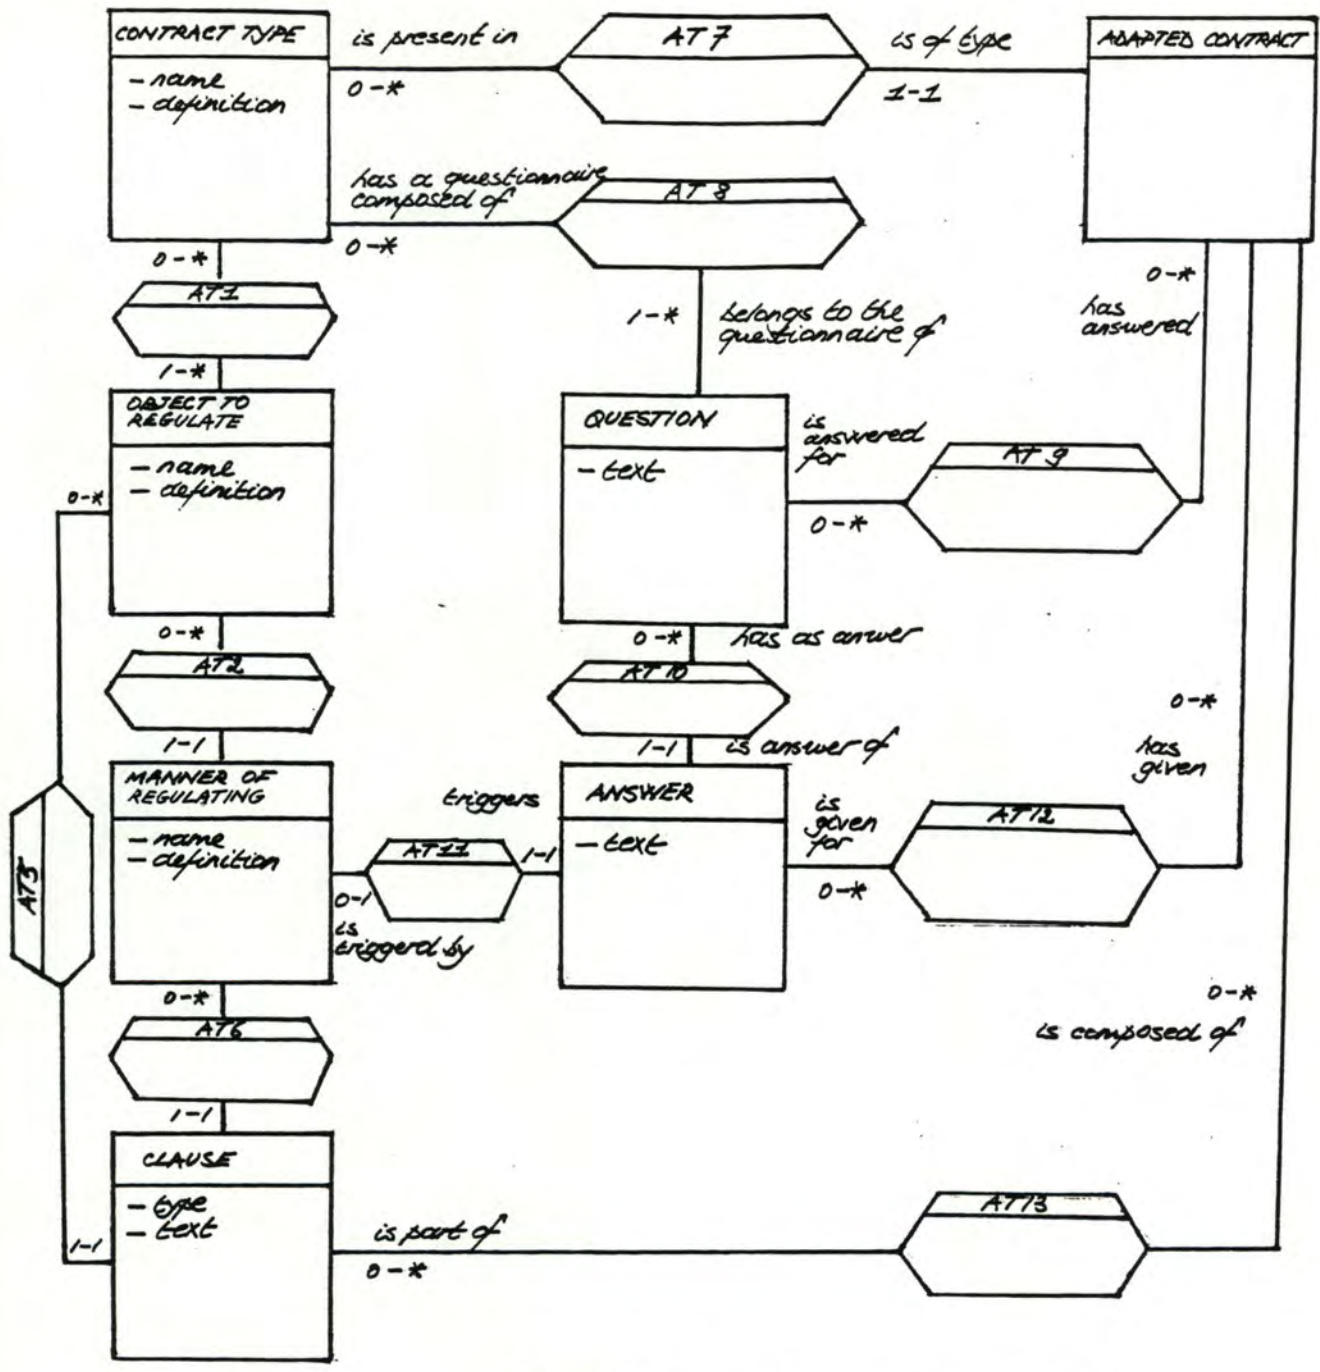 CONTRACT TYPE
- name
- definition
is present in
0-*
AT7
is of type
1-1
ADAPTED CONTRACT
has a questionnaire
composed of
0-*
AT 8
0-*
AT1
1-*
1-*
belongs to the
questionnaire of
0-*
has
answered
OBJECT TO
REGULATE
- name
- definition
QUESTION
- text
is
answered
for
0-*
AT 9
0-*
0-*
AT2
1-1
0-*
has as anwer
AT 10
1-1
is answer of
0-*
has
given
MANNER OF
REGULATING
- name
- definition
triggers
AT11
1-1
0-1
is
triggerd by
ANSWER
- text
is
given
for
0-*
AT12
AT5
0-*
AT6
1-1
0-*
is composed of
CLAUSE
- type
- text
1-1
is part of
0-*
AT13